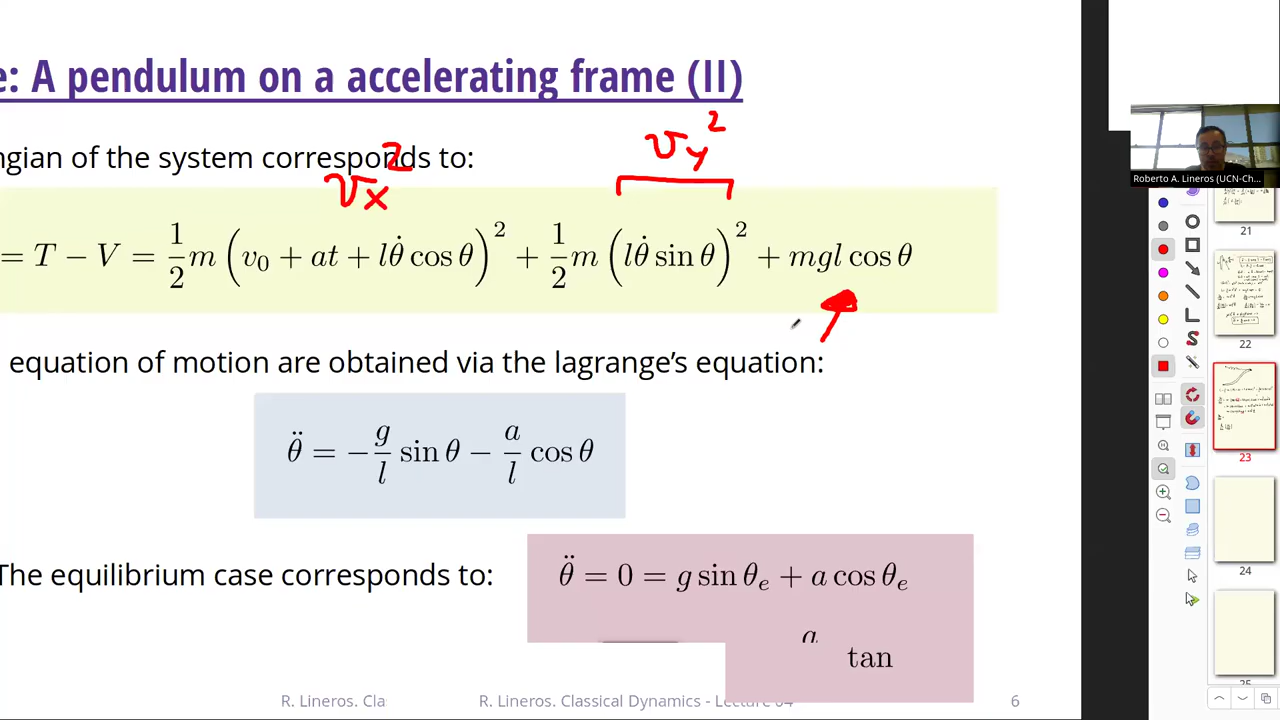 e: A pendulum on a accelerating frame (II)
ngian of the system corresponds to:
v_x^2
v_y^2
= T − V = 1/2 m (v₀ + at + lθ̇ cos θ)² + 1/2 m (lθ̇ sin θ)² + mgl cos θ
equation of motion are obtained via the lagrange's equation:
θ̈ = − g/l sin θ − a/l cos θ
The equilibrium case corresponds to:
θ̈ = 0 = g sin θₑ + a cos θₑ
tan
R. Lineros. Cla
R. Lineros. Classical Dynamics - Lecture 04
6
Roberto A. Lineros (UCN-Ch...
21
22
23
24
25